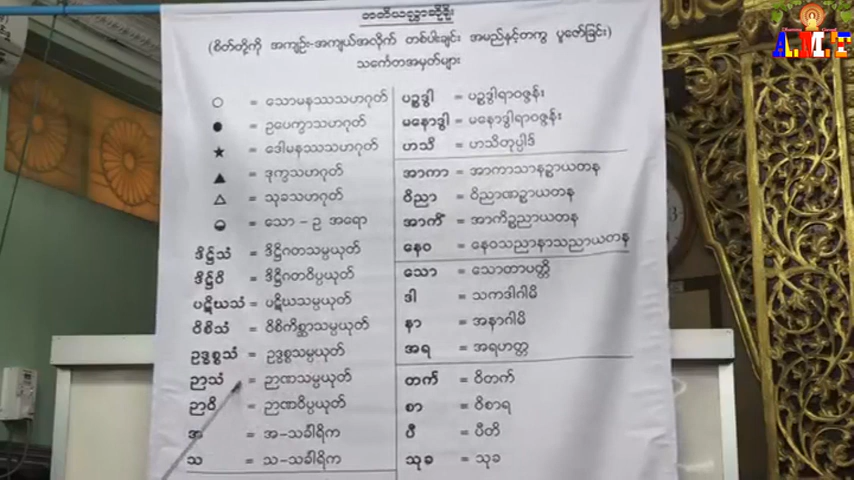 တတိယလှည့်စိုး
(စိတ်တို့ကို အကျဉ်း-အကျယ်အလိုက် တစ်ပါးချင်း အမည်နှင့်တကွ ပူဇော်ခြင်း)
သင်္ကေတအမှတ်များ
○ = သောမနဿသဟဂုတ်
● = ဥပေက္ခာသဟဂုတ်
★ = ဒေါမနဿသဟဂုတ်
▲ = ဒုက္ခသဟဂုတ်
△ = သုခသဟဂုတ်
◒ = သော – ဥ အရော
ဒိဋ္ဌိသံ = ဒိဋ္ဌိဂတသမ္ပယုတ်
ဒိဋ္ဌိဝိ = ဒိဋ္ဌိဂတဝိပ္ပယုတ်
ပဋိဃသံ = ပဋိဃသမ္ပယုတ်
ဝိစိသံ = ဝိစိကိစ္ဆာသမ္ပယုတ်
ဥဒ္ဓစ္စသံ = ဥဒ္ဓစ္စသမ္ပယုတ်
ဉာသံ = ဉာဏသမ္ပယုတ်
ဉာဝိ = ဉာဏဝိပ္ပယုတ်
အ = အ-သင်္ခါရိက
သ = သ-သင်္ခါရိက
ပဉ္စဒွါ = ပဉ္စဒွါရာဝဇ္ဇန်း
မနောဒွါ = မနောဒွါရာဝဇ္ဇန်း
ဟသိ = ဟသိတုပ္ပါဒ်
အာကာ = အာကာသာနဉ္စာယတန
ဝိညာ = ဝိညာဏဉ္စာယတန
အာကိံ = အာကိဉ္စညာယတန
နေဝ = နေဝသညာနာသညာယတန
သော = သောတာပတ္တိ
ဒါ = သကဒါဂါမိ
နာ = အနာဂါမိ
အရ = အရဟတ္တ
တက် = ဝိတက်
စာ = ဝိစာရ
ပီ = ပီတိ
သုခ = သုခ
A.M.T